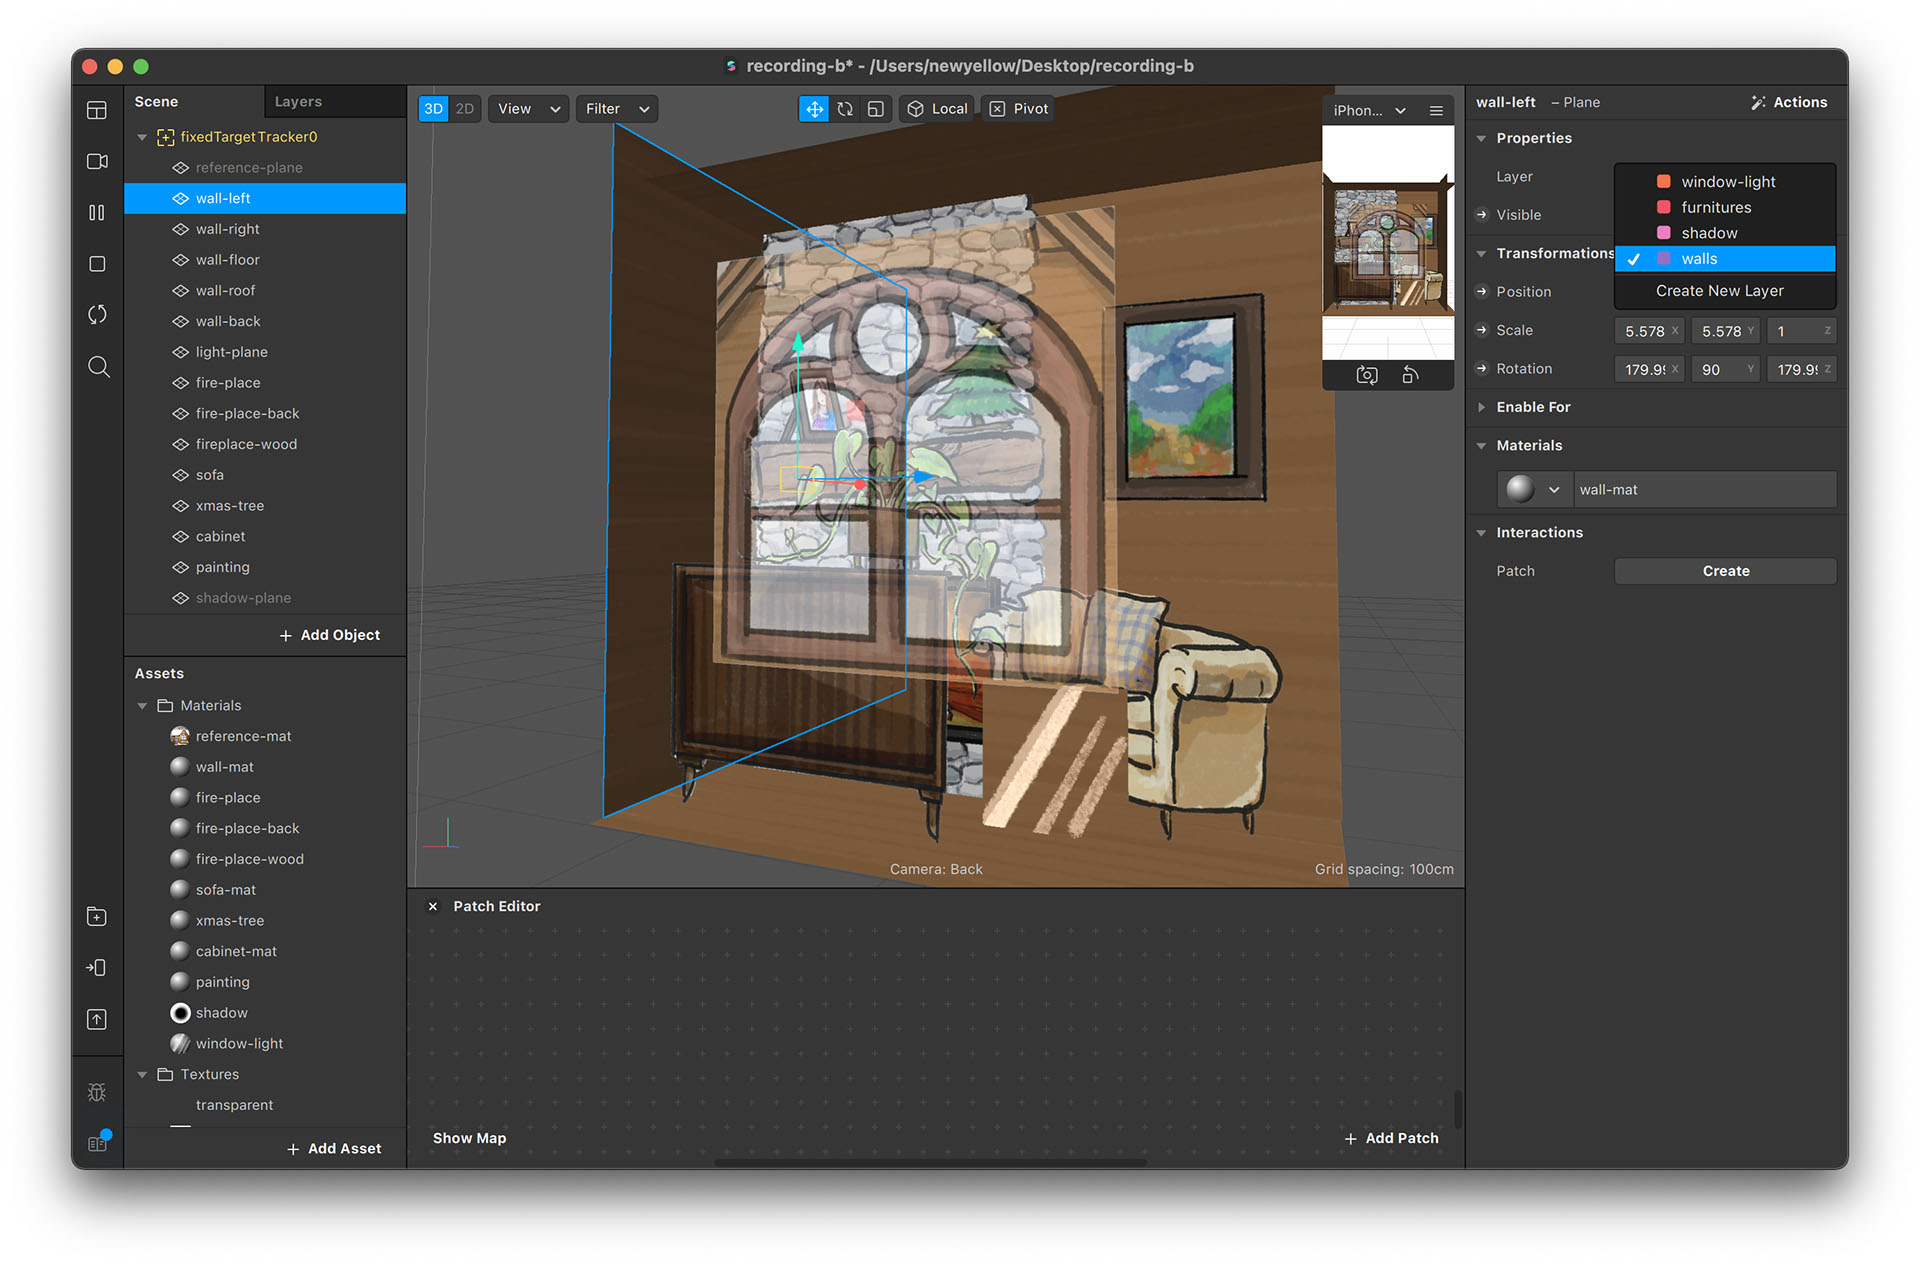 recording-b* - /Users/newyellow/Desktop/recording-b
Scene
Layers
fixedTargetTracker0
reference-plane
wall-left
wall-right
wall-floor
wall-roof
wall-back
light-plane
fire-place
fire-place-back
fireplace-wood
sofa
xmas-tree
cabinet
painting
shadow-plane
+ Add Object
Assets
Materials
reference-mat
wall-mat
fire-place
fire-place-back
fire-place-wood
sofa-mat
xmas-tree
cabinet-mat
painting
shadow
window-light
Textures
transparent
+ Add Asset
3D 2D View Filter Local Pivot
iPhon...
Camera: Back
Grid spacing: 100cm
Patch Editor
Show Map
+ Add Patch
wall-left – Plane
Actions
Properties
Layer
window-light
furnitures
shadow
walls
Create New Layer
Visible
Transformations
Position
Scale 5.578 X 5.578 Y 1 Z
Rotation 179.9 X 90 Y 179.9 Z
Enable For
Materials
wall-mat
Interactions
Patch Create